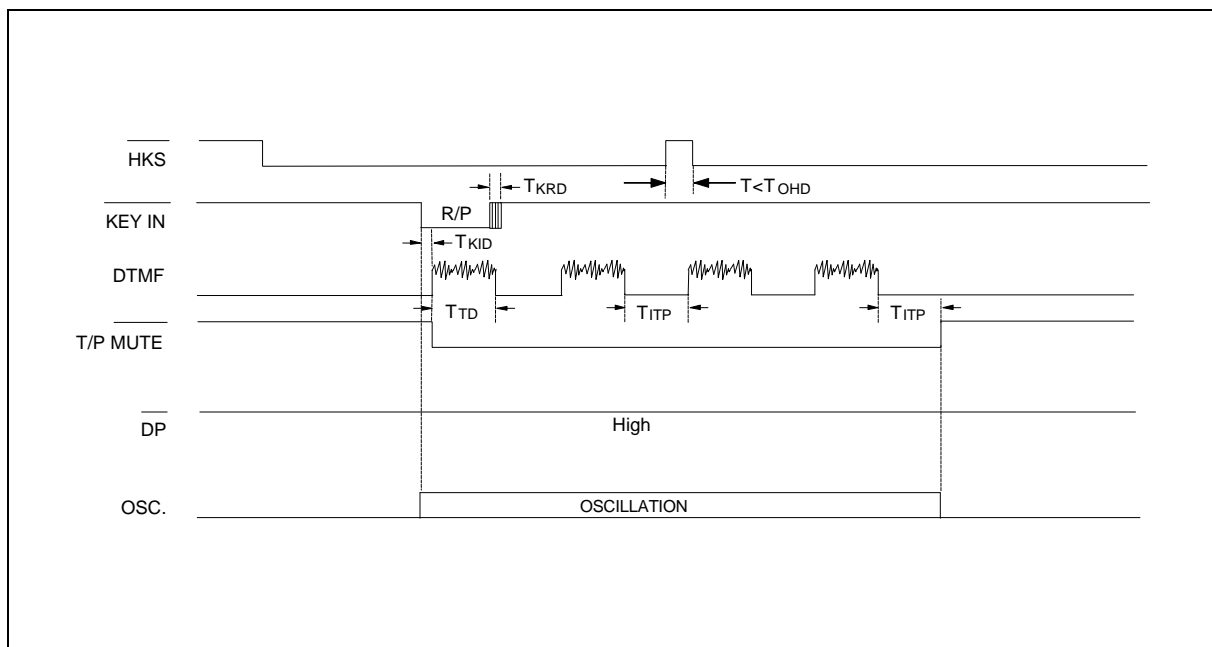 HKS
TKRD
T<TOHD
KEY IN
R/P
TKID
DTMF
TTD
TITP
TITP
T/P MUTE
DP
High
OSC.
OSCILLATION